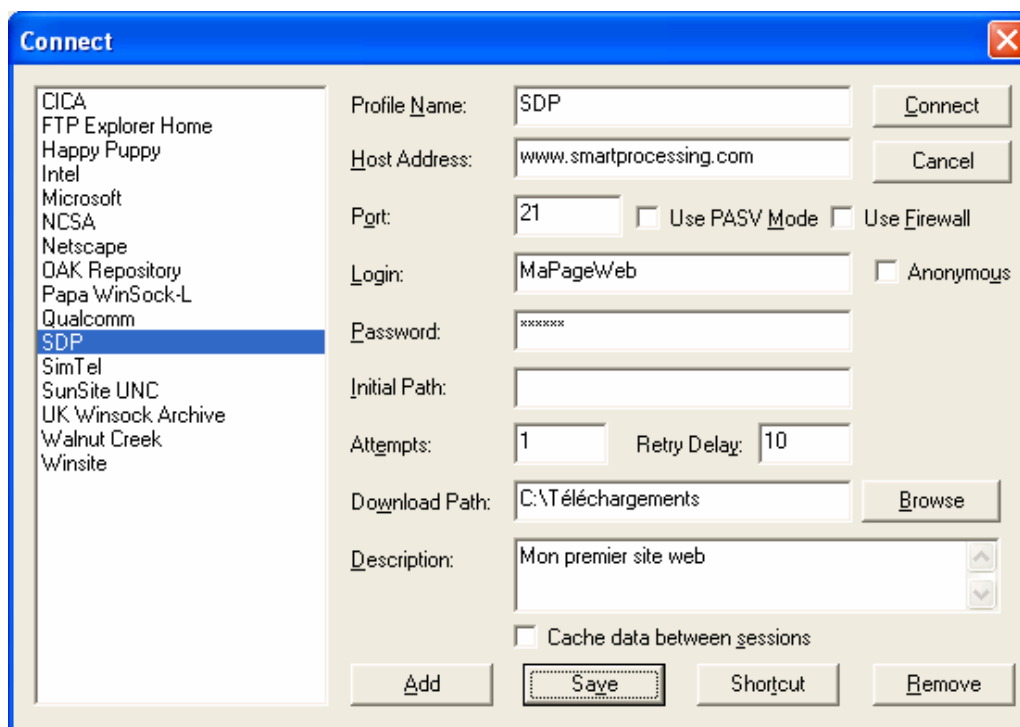 Connect
CICA
FTP Explorer Home
Happy Puppy
Intel
Microsoft
NCSA
Netscape
OAK Repository
Papa WinSock-L
Qualcomm
SDP
SimTel
SunSite UNC
UK Winsock Archive
Walnut Creek
Winsite
Profile Name: SDP Connect
Host Address: www.smartprocessing.com Cancel
Port: 21 Use PASV Mode Use Firewall
Login: MaPageWeb Anonymous
Password: ******
Initial Path:
Attempts: 1 Retry Delay: 10
Download Path: C:\Téléchargements Browse
Description: Mon premier site web
Cache data between sessions
Add Save Shortcut Remove